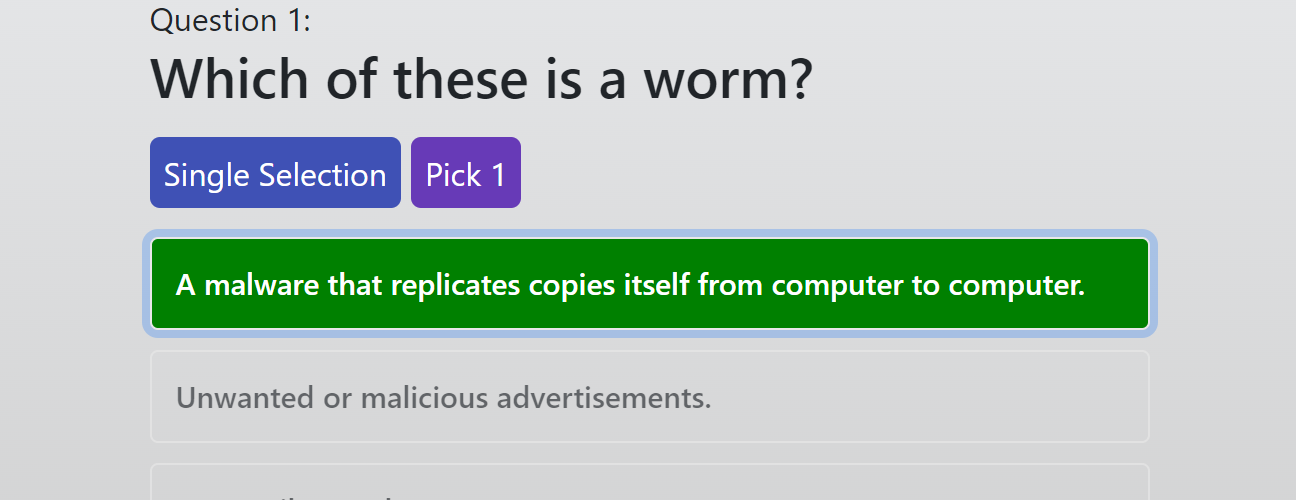 Question 1:
Which of these is a worm?
Single Selection
Pick 1
A malware that replicates copies itself from computer to computer.
Unwanted or malicious advertisements.